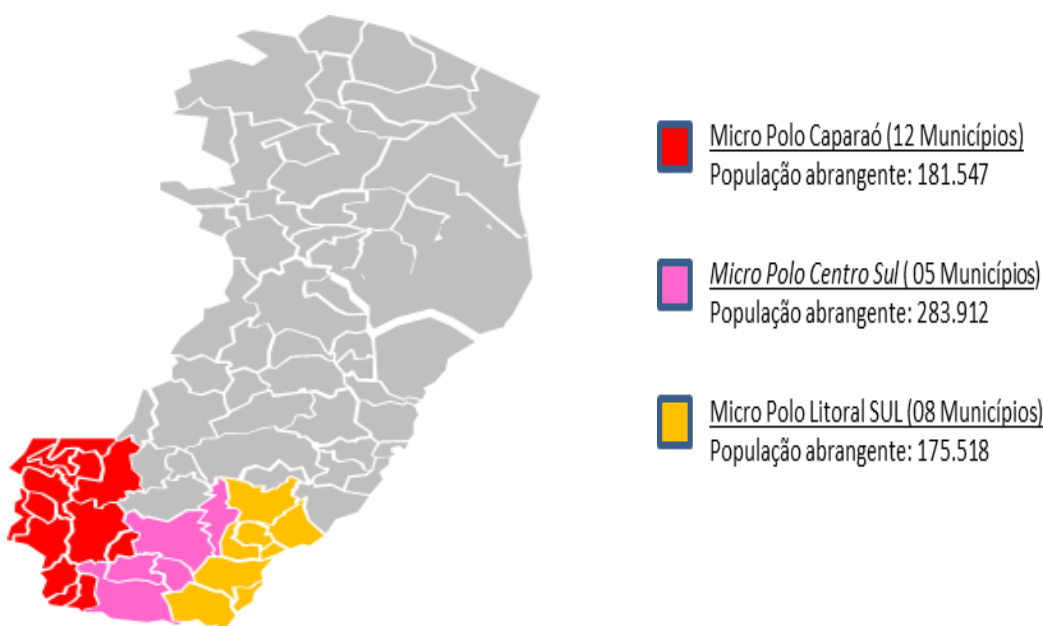 Micro Polo Caparaó (12 Municípios)
População abrangente: 181.547
Micro Polo Centro Sul ( 05 Municípios)
População abrangente: 283.912
Micro Polo Litoral SUL (08 Municípios)
População abrangente: 175.518